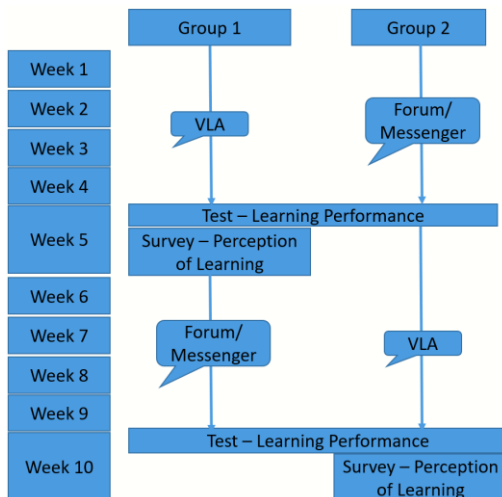 Group 1
Group 2
Week 1
Week 2
Forum/
Messenger
VLA
Week 3
Week 4
Test – Learning Performance
Week 5
Survey – Perception
of Learning
Week 6
Week 7
Forum/
Messenger
VLA
Week 8
Week 9
Test – Learning Performance
Week 10
Survey – Perception
of Learning